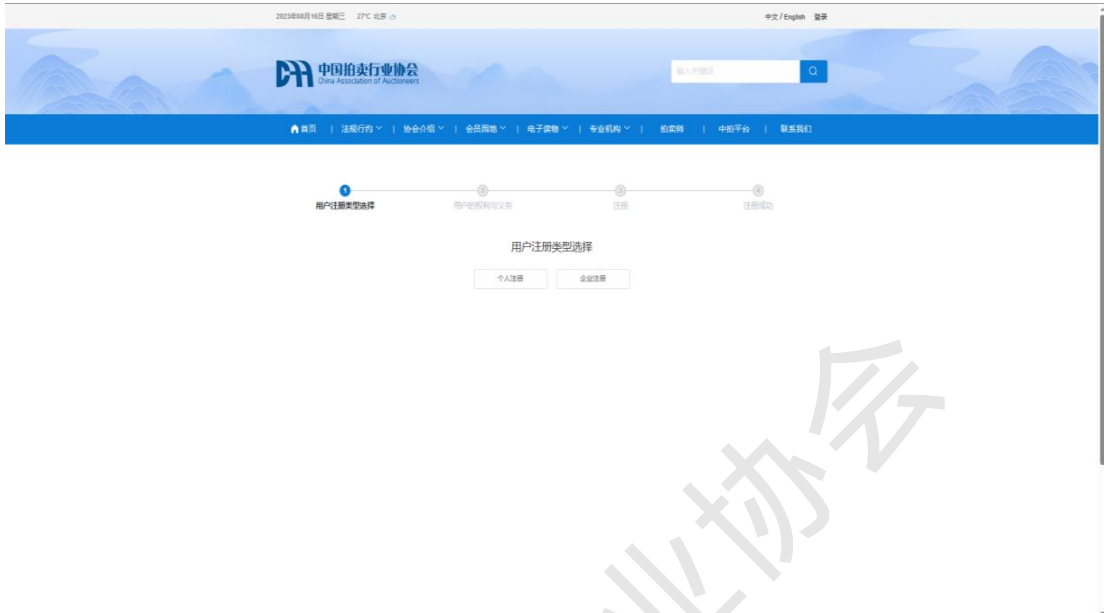 2023年08月16日 星期三 27℃ 北京
中文 / English 登录
中国拍卖行业协会
China Association of Auctioneers
输入关键词
首页 | 法规行约 | 协会介绍 | 会员园地 | 电子读物 | 专业机构 | 拍卖师 | 中拍平台 | 联系我们
1 2 3 4
用户注册类型选择 用户的权利与义务 注册 注册成功
用户注册类型选择
个人注册 企业注册
业协会